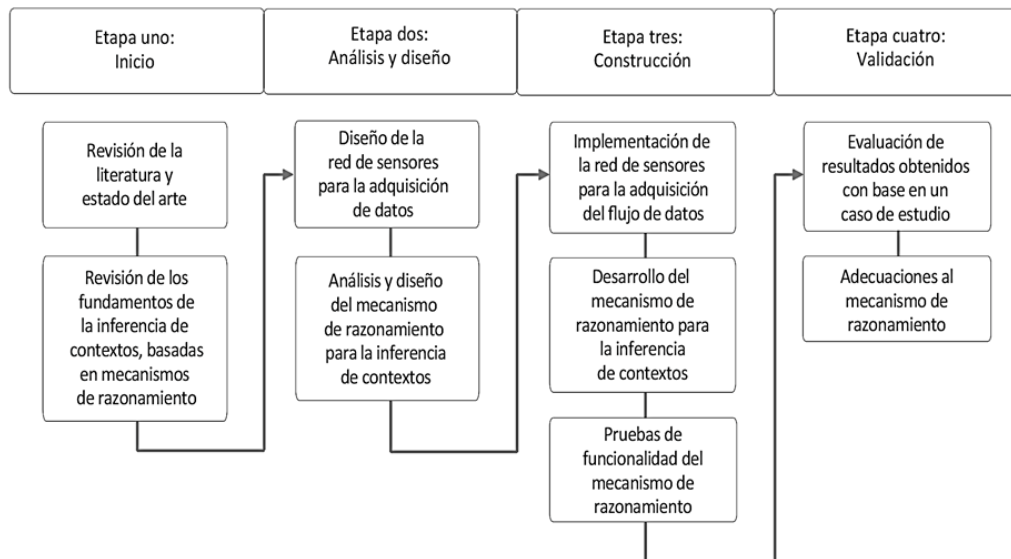 Etapa uno:
Inicio
Etapa dos:
Análisis y diseño
Etapa tres:
Construcción
Etapa cuatro:
Validación
Revisión de la
literatura y
estado del arte
Revisión de los
fundamentos de
la inferencia de
contextos, basadas
en mecanismos
de razonamiento
Diseño de la
red de sensores
para la adquisición
de datos
Análisis y diseño
del mecanismo
de razonamiento
para la inferencia
de contextos
Implementación de
la red de sensores
para la adquisición
del flujo de datos
Desarrollo del
mecanismo de
razonamiento para
la inferencia
de contextos
Pruebas de
funcionalidad del
mecanismo de
razonamiento
Evaluación de
resultados obtenidos
con base en un
caso de estudio
Adecuaciones al
mecanismo de
razonamiento